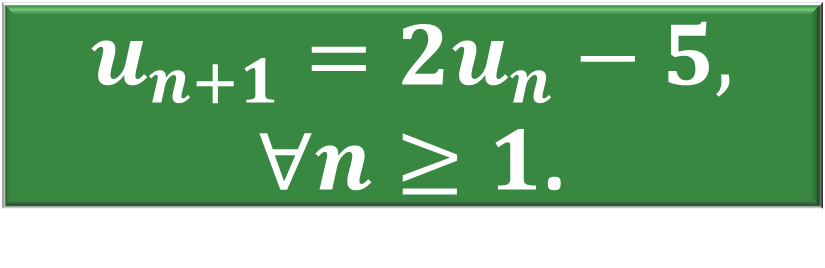 uₙ₊₁ = 2uₙ − 5,
∀n ≥ 1.